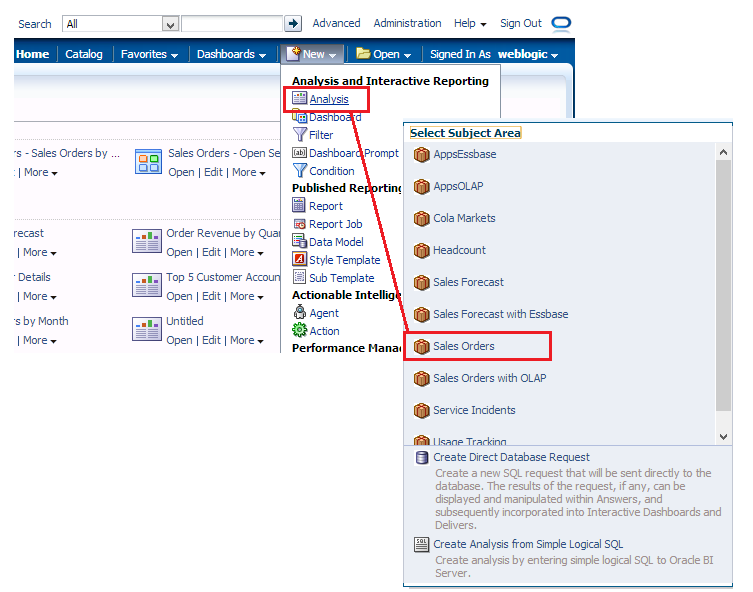 Search All Advanced Administration Help Sign Out
Home Catalog Favorites Dashboards New Open Signed In As weblogic
Analysis and Interactive Reporting
Analysis
Dashboard
Filter
Dashboard Prompt
Condition
Published Reporting
Report
Report Job
Data Model
Style Template
Sub Template
Actionable Intellige
Agent
Action
Performance Mana
rs - Sales Orders by ...
| More
Sales Orders - Open Se
Open | Edit | More
recast
| More
Order Revenue by Qua
Open | Edit | More
r Details
| More
Top 5 Customer Accoun
Open | Edit | More
rs by Month
| More
Untitled
Open | Edit | More
Select Subject Area
AppsEssbase
AppsOLAP
Cola Markets
Headcount
Sales Forecast
Sales Forecast with Essbase
Sales Orders
Sales Orders with OLAP
Service Incidents
Usage Tracking
Create Direct Database Request
Create a new SQL request that will be sent directly to the
database. The results of the request, if any, can be
displayed and manipulated within Answers, and
subsequently incorporated into Interactive Dashboards and
Delivers.
SQL Create Analysis from Simple Logical SQL
Create analysis by entering simple logical SQL to Oracle BI
Server.